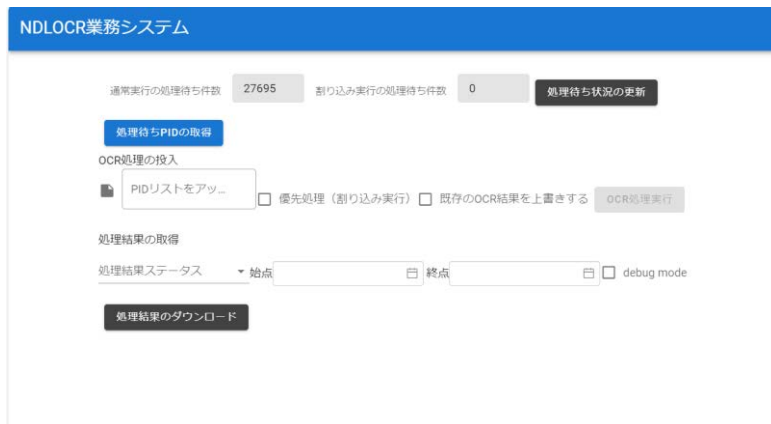 NDLOCR業務システム
通常実行の処理待ち件数 27695 割り込み実行の処理待ち件数 0 処理待ち状況の更新
処理待ちPIDの取得
OCR処理の投入
PIDリストをアッ... 優先処理（割り込み実行） 既存のOCR結果を上書きする OCR処理実行
処理結果の取得
処理結果ステータス 始点 終点 debug mode
処理結果のダウンロード